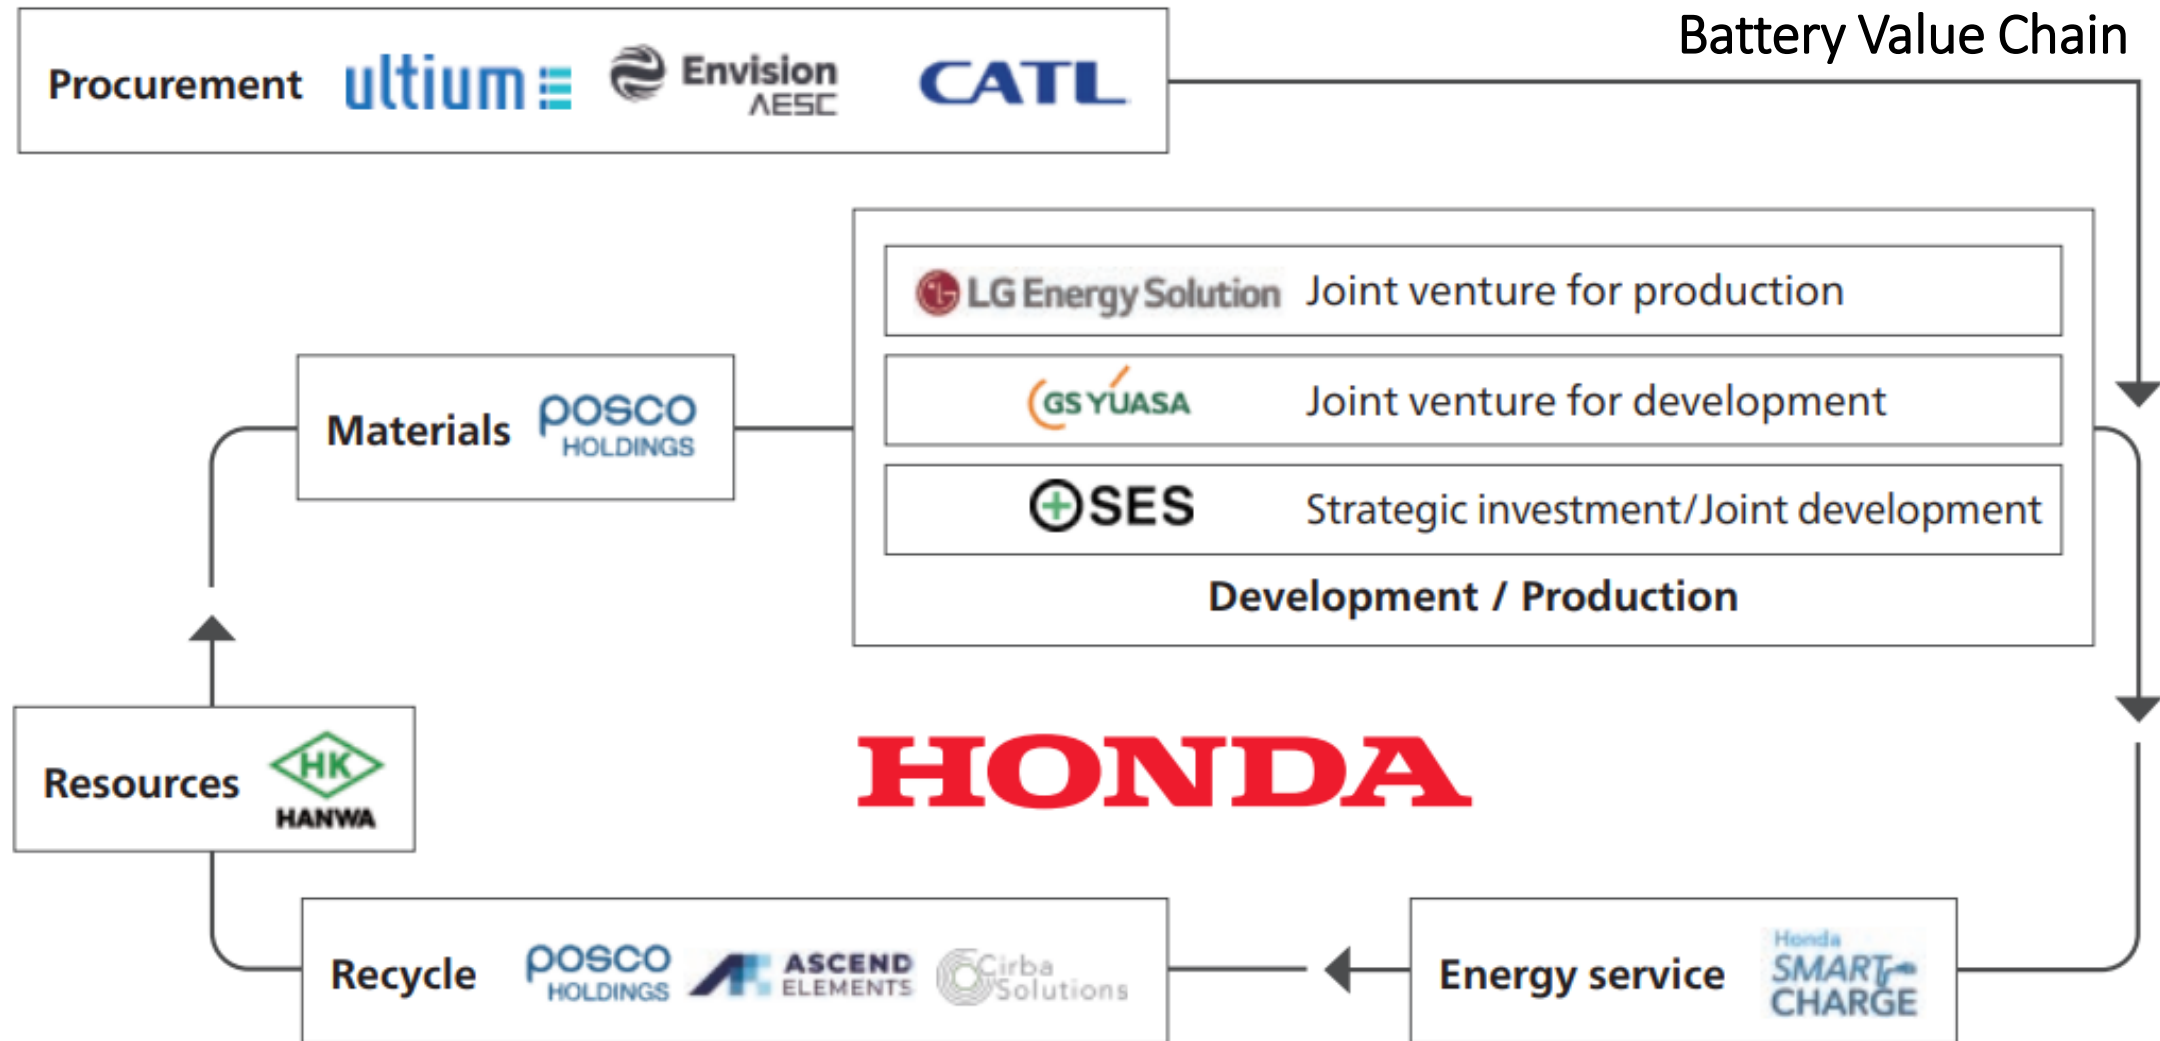 Battery Value Chain
Procurement ultium Envision AESC CATL
LG Energy Solution Joint venture for production
GS YUASA Joint venture for development
SES Strategic investment/Joint development
Development / Production
Materials posco HOLDINGS
Resources HK HANWA
HONDA
Recycle posco HOLDINGS ASCEND ELEMENTS Cirba Solutions
Energy service Honda SMART CHARGE